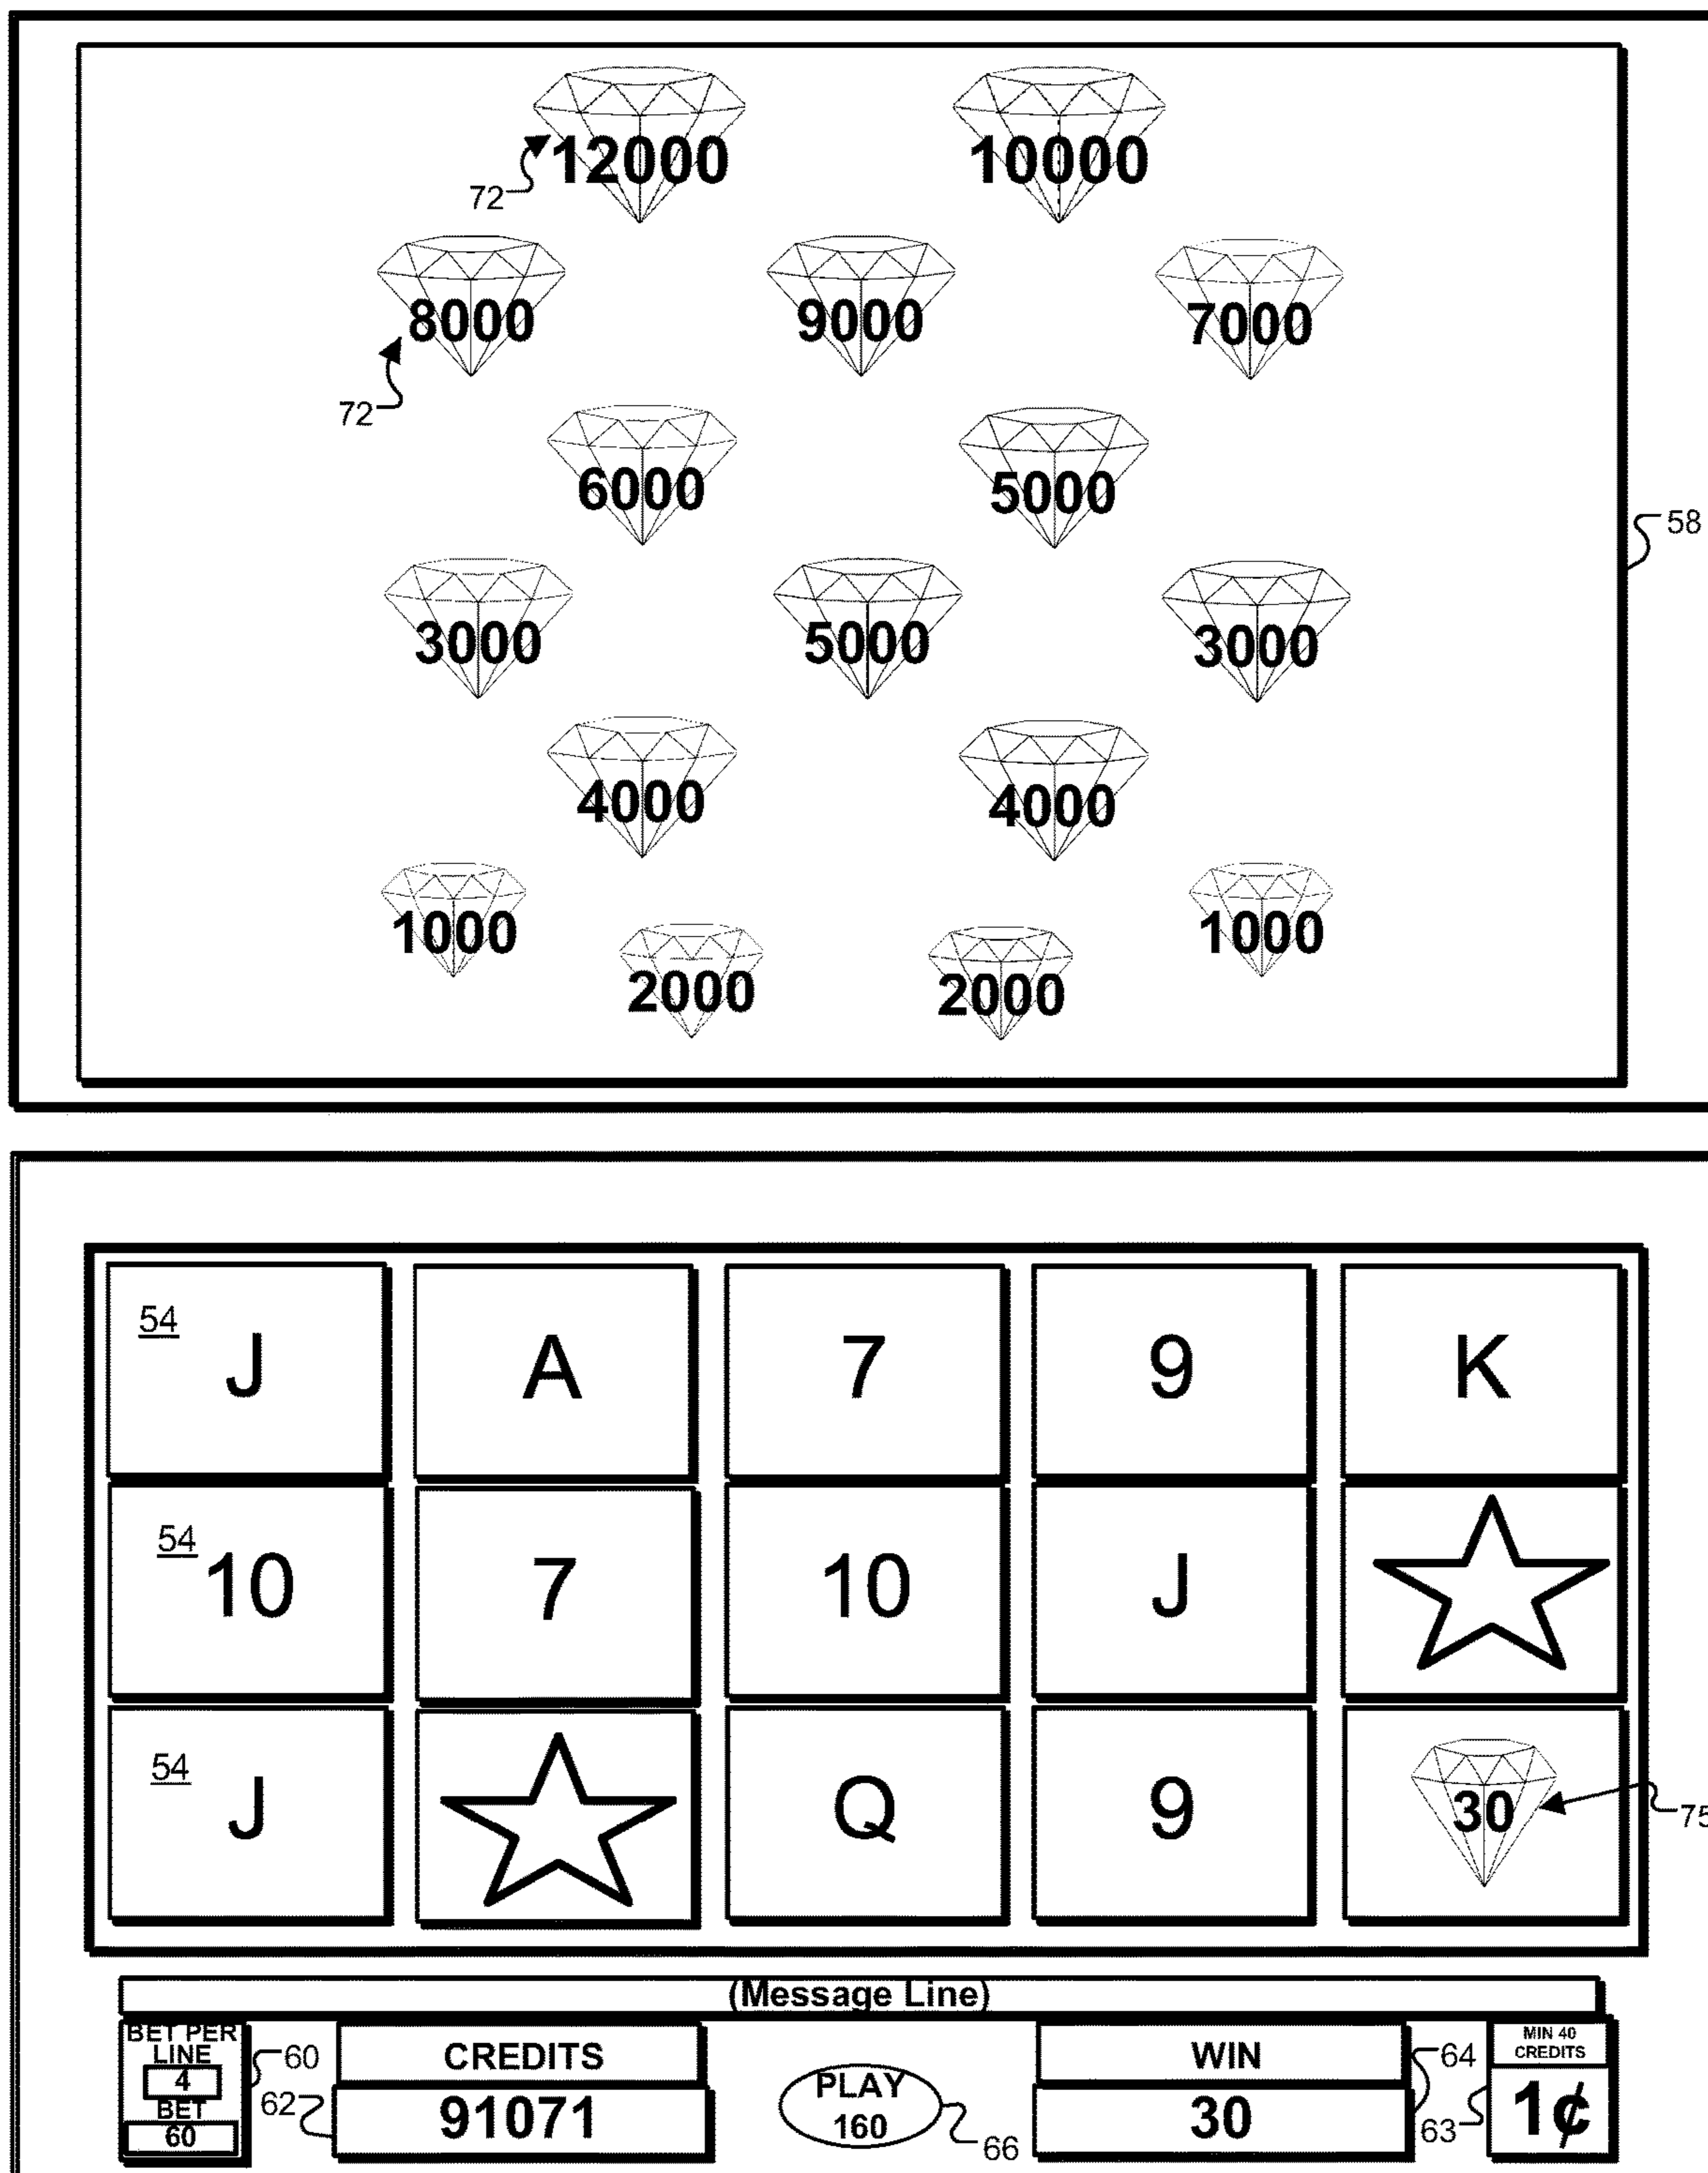 12000 10000
72
8000 9000 7000
72
6000 5000
58
3000 5000 3000
4000 4000
1000 1000
2000 2000
54
J A 7 9 K
54
10 7 10 J
54
J Q 9 30
75
(Message Line)
BET PER
LINE
4
BET
60
60
CREDITS
62
91071
PLAY
160
66
WIN
64
30
63
MIN 40
CREDITS
1¢